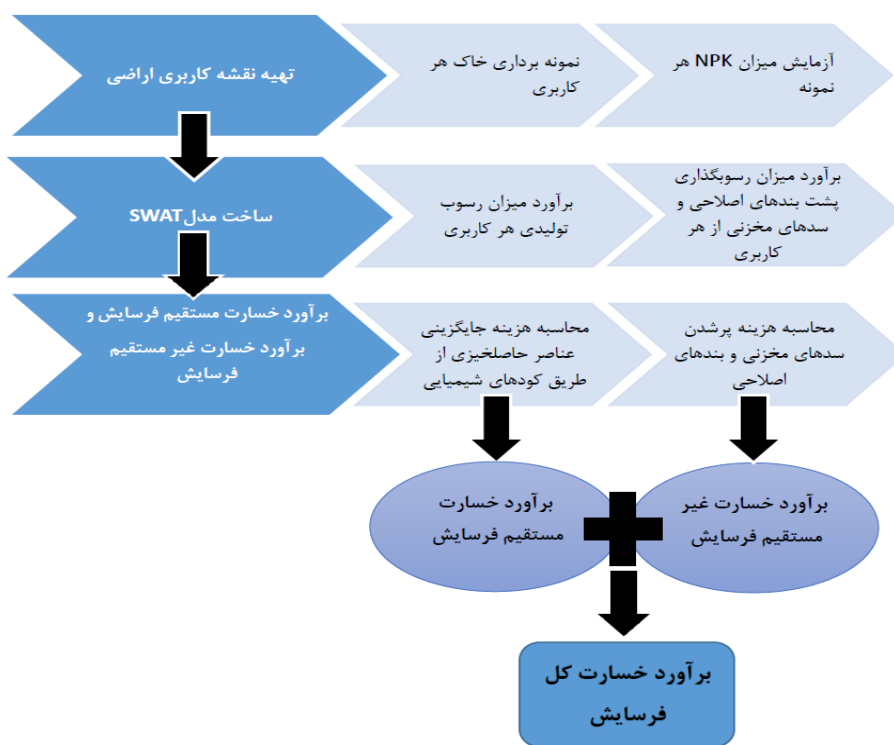 تهیه نقشه کاربری اراضی
نمونه برداری خاک هر
کاربری
آزمایش میزان NPK هر
نمونه
ساخت مدلSWAT
برآورد میزان رسوب
تولیدی هر کاربری
برآورد میزان رسوبگذاری
پشت بندهای اصلاحی و
سدهای مخزنی از هر
کاربری
برآورد خسارت مستقیم فرسایش و
برآورد خسارت غیر مستقیم
فرسایش
محاسبه هزینه جایگزینی
عناصر حاصلخیزی از
طریق کودهای شیمیایی
محاسبه هزینه پرشدن
سدهای مخزنی و بندهای
اصلاحی
برآورد خسارت
مستقیم فرسایش
برآورد خسارت غیر
مستقیم فرسایش
برآورد خسارت کل
فرسایش